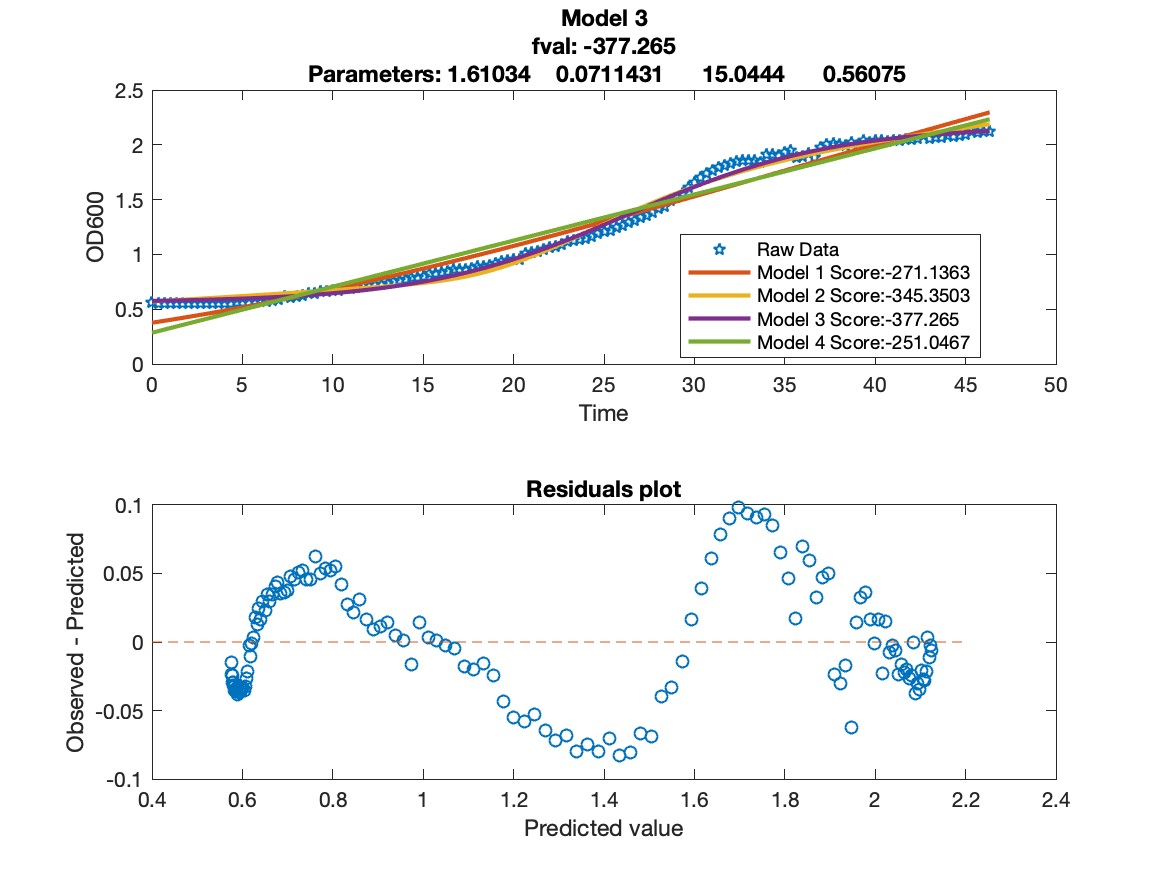 Model 3
fval: -377.265
Parameters: 1.61034 0.0711431 15.0444 0.56075
2.5
2
1.5
1
0.5
0
OD600
Raw Data
Model 1 Score:-271.1363
Model 2 Score:-345.3503
Model 3 Score:-377.265
Model 4 Score:-251.0467
0 5 10 15 20 25 30 35 40 45 50
Time
Residuals plot
0.1
0.05
0
-0.05
-0.1
Observed - Predicted
0.4 0.6 0.8 1 1.2 1.4 1.6 1.8 2 2.2 2.4
Predicted value